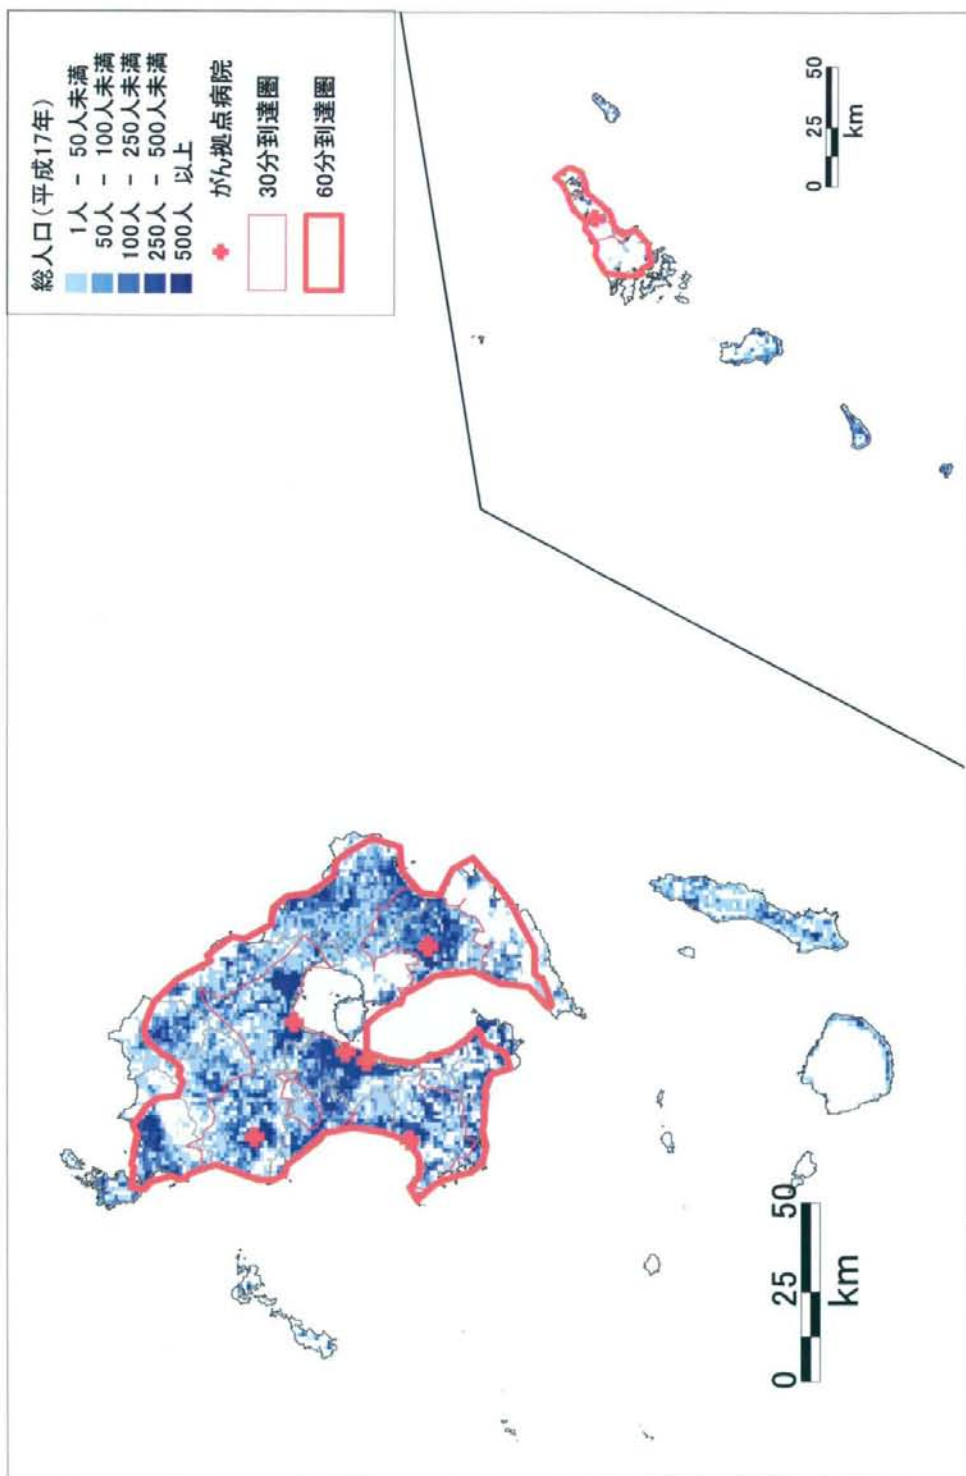 総人口(平成17年)
1人 - 50人未満
50人 - 100人未満
100人 - 250人未満
250人 - 500人未満
500人 以上
がん拠点病院
30分到達圏
60分到達圏
0 25 50
km
0 25 50
km